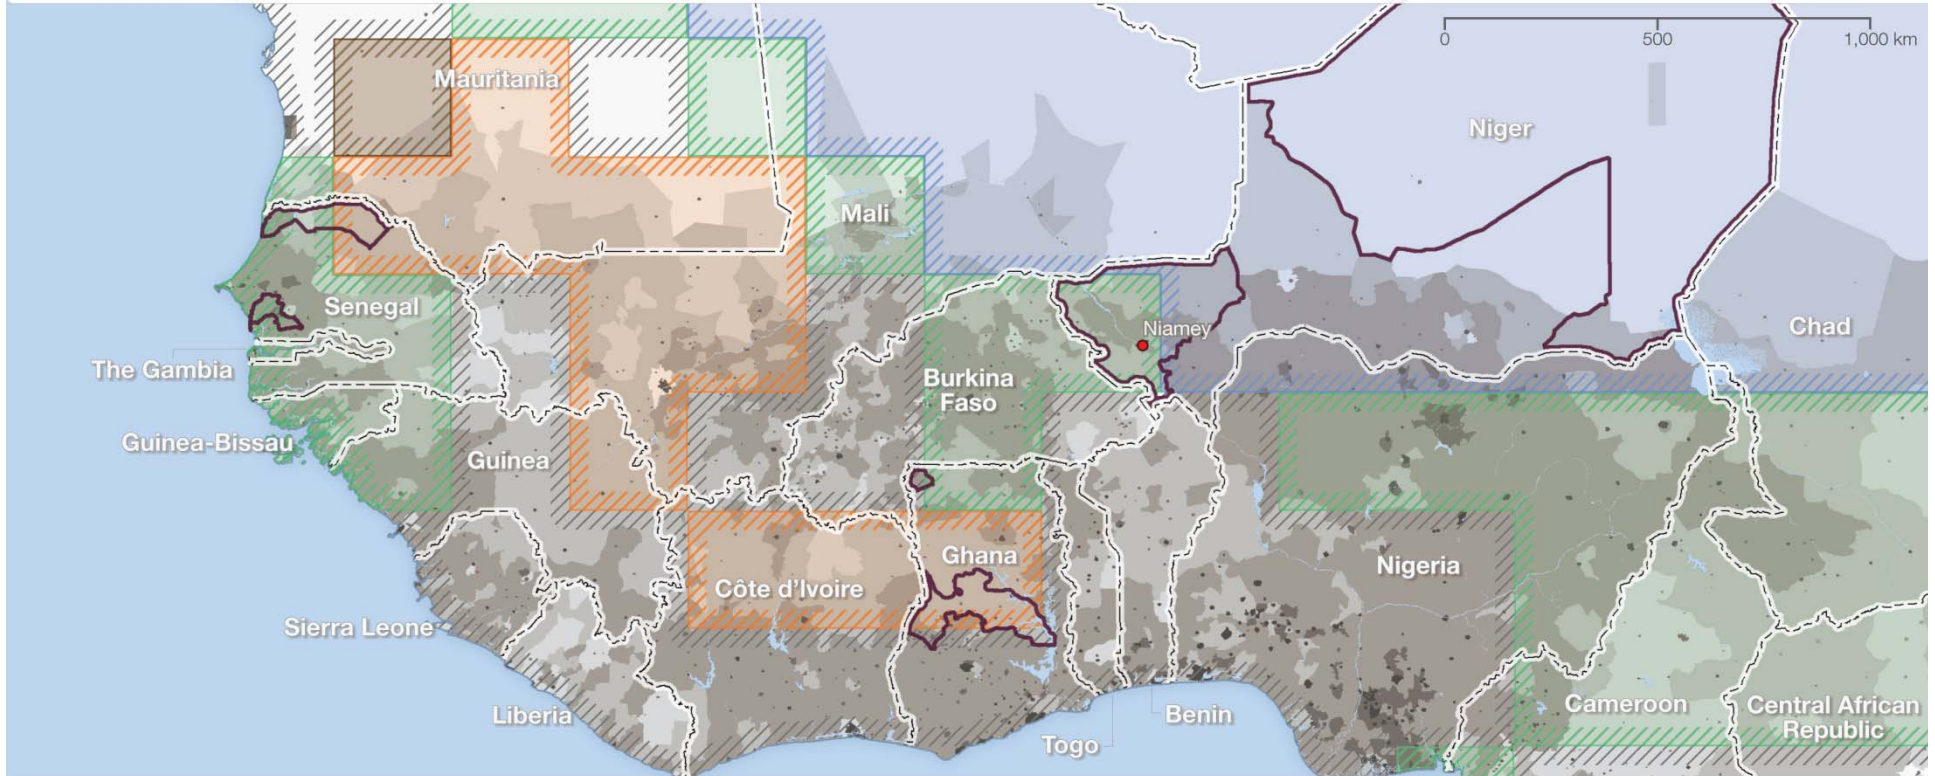 0 500 1,000 km
Mauritania
Niger
Mali
Senegal
Chad
Niamey
The Gambia
Burkina
Faso
Guinea-Bissau
Guinea
Ghana
Nigeria
Côte d'Ivoire
Sierra Leone
Cameroon
Central African
Republic
Liberia
Benin
Togo